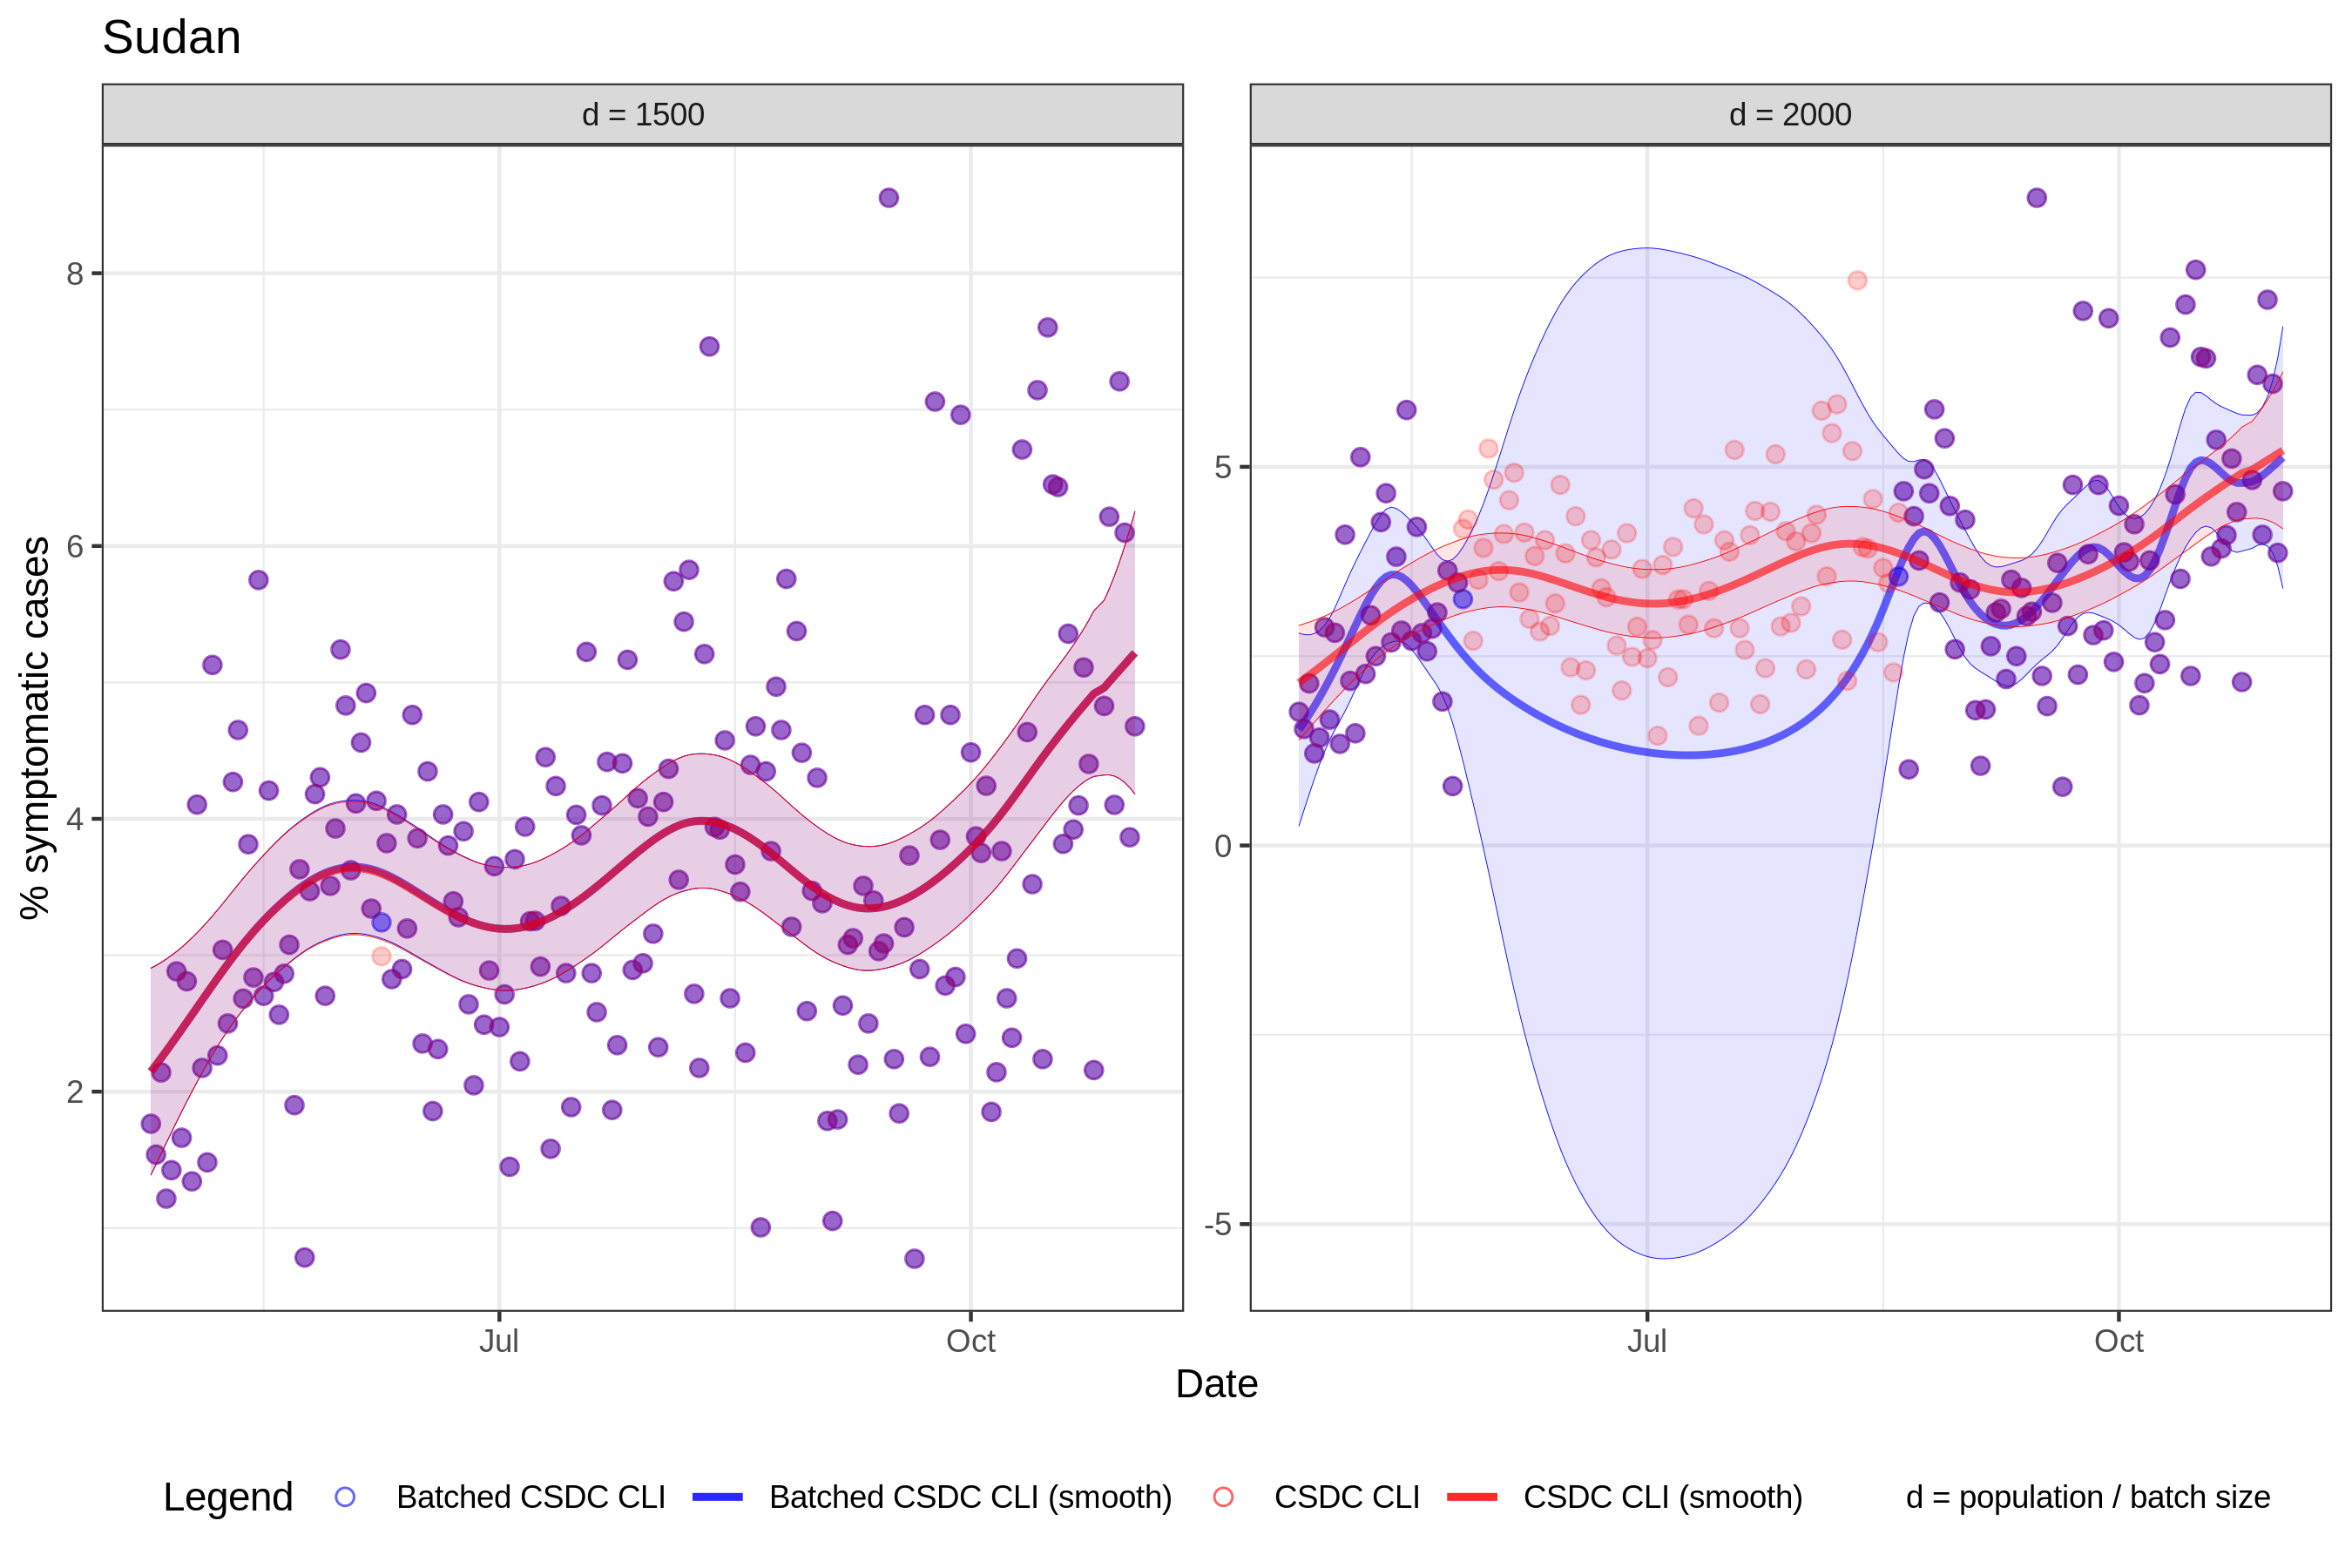 Sudan
d = 1500
d = 2000
% symptomatic cases
8
6
4
2
5
0
-5
Jul
Oct
Jul
Oct
Date
Legend
Batched CSDC CLI
Batched CSDC CLI (smooth)
CSDC CLI
CSDC CLI (smooth)
d = population / batch size